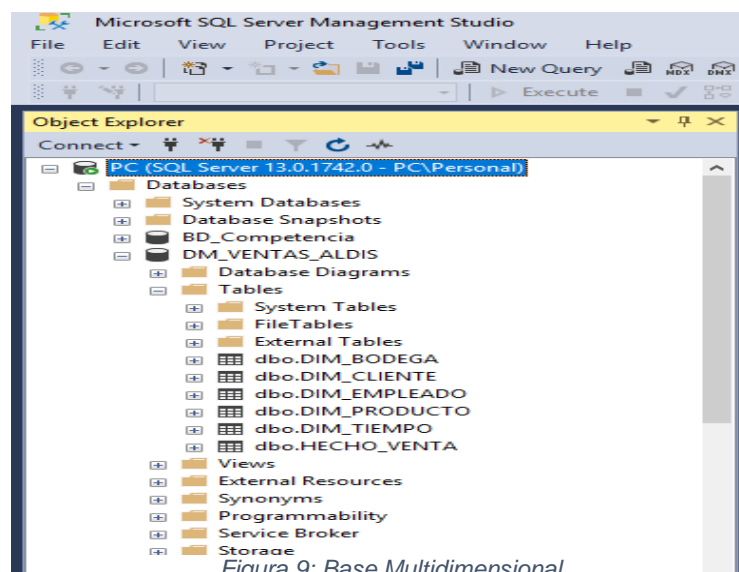 Microsoft SQL Server Management Studio
File Edit View Project Tools Window Help
New Query MDX DMX
Execute
Object Explorer
Connect
PC (SQL Server 13.0.1742.0 - PC\Personal)
Databases
System Databases
Database Snapshots
BD_Competencia
DM_VENTAS_ALDIS
Database Diagrams
Tables
System Tables
FileTables
External Tables
dbo.DIM_BODEGA
dbo.DIM_CLIENTE
dbo.DIM_EMPLEADO
dbo.DIM_PRODUCTO
dbo.DIM_TIEMPO
dbo.HECHO_VENTA
Views
External Resources
Synonyms
Programmability
Service Broker
Storage
Figura 9: Base Multidimensional